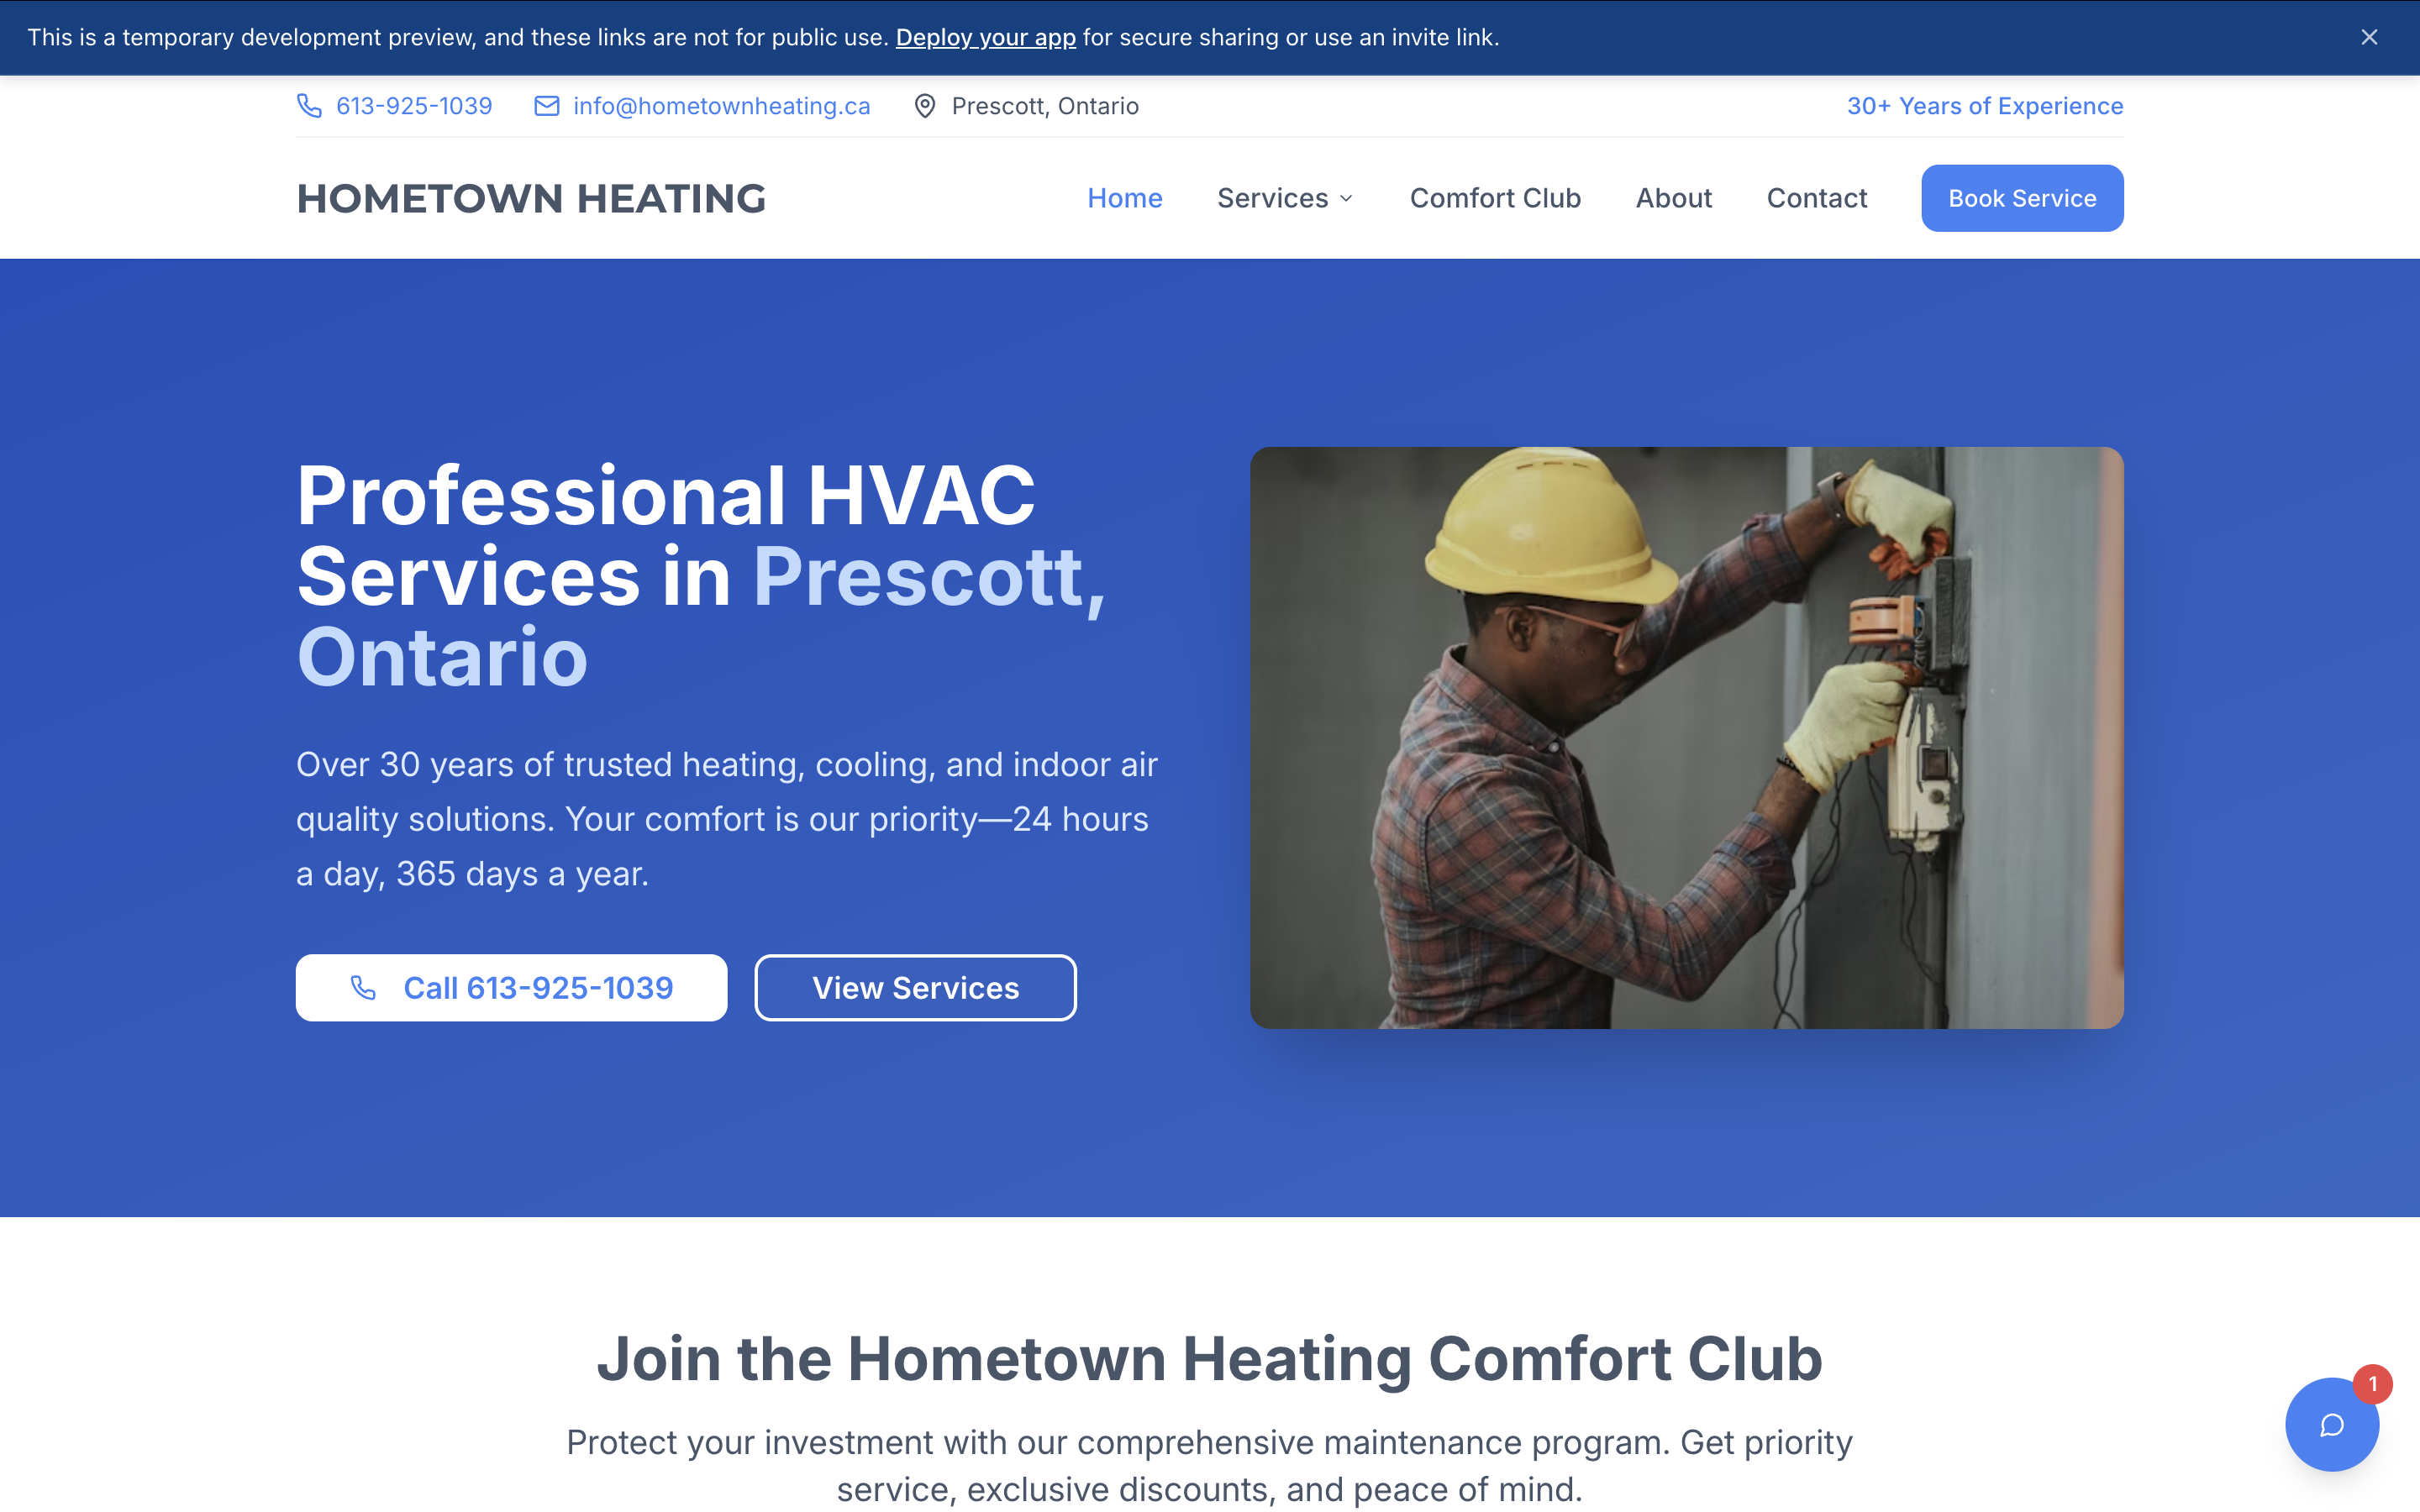 This is a temporary development preview, and these links are not for public use. Deploy your app for secure sharing or use an invite link.
613-925-1039 info@hometownheating.ca Prescott, Ontario 30+ Years of Experience
HOMETOWN HEATING Home Services Comfort Club About Contact Book Service
Professional HVAC
Services in Prescott,
Ontario
Over 30 years of trusted heating, cooling, and indoor air
quality solutions. Your comfort is our priority—24 hours
a day, 365 days a year.
Call 613-925-1039 View Services
Join the Hometown Heating Comfort Club
1
Protect your investment with our comprehensive maintenance program. Get priority
service, exclusive discounts, and peace of mind.